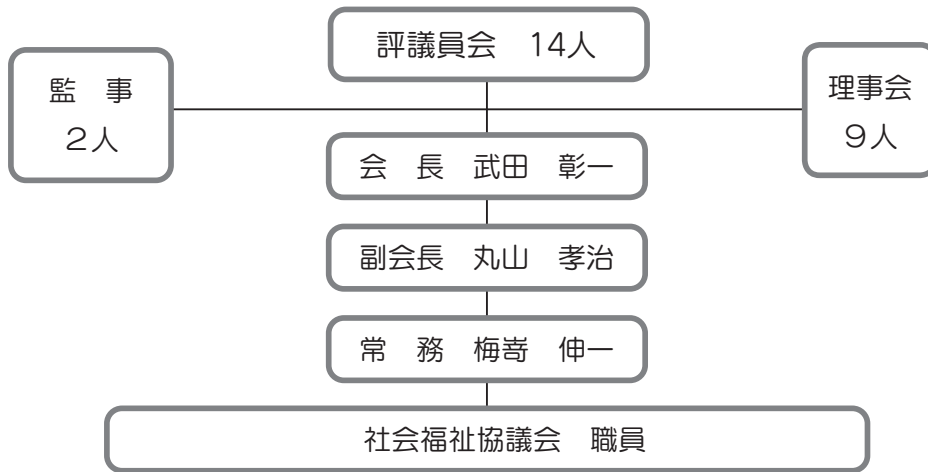 評議員会　14人
監　事
２人
理事会
９人
会　長　武田　彰一
副会長　丸山　孝治
常　務　梅嵜　伸一
社会福祉協議会　職員